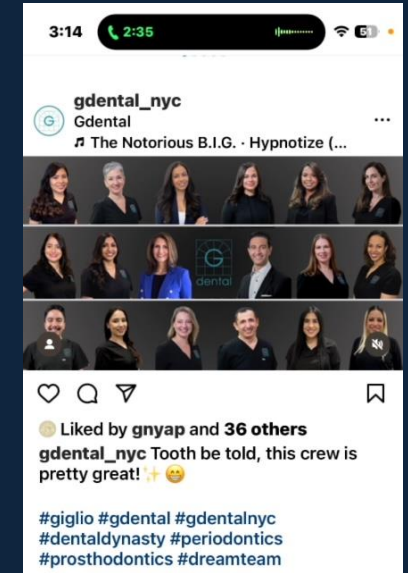 3:14
2:35
51
gdental_nyc
Gdental
♫ The Notorious B.I.G. · Hypnotize (...
G
dental
Liked by gnyap and 36 others
gdental_nyc Tooth be told, this crew is
pretty great!✨😁
#giglio #gdental #gdentalnyc
#dentaldynasty #periodontics
#prosthodontics #dreamteam